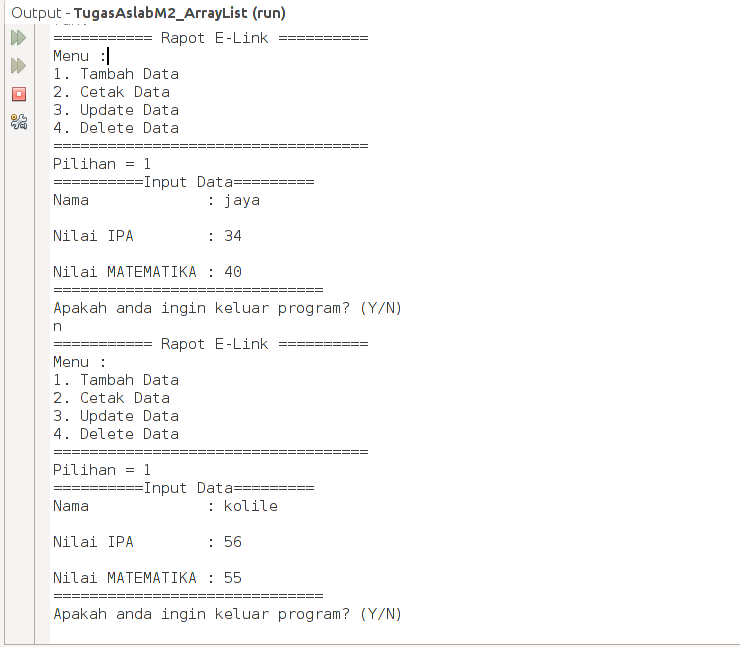 Output - TugasAslabM2_ArrayList (run)
=========== Rapot E-Link ==========
Menu :
1. Tambah Data
2. Cetak Data
3. Update Data
4. Delete Data
===================================
Pilihan = 1
==========Input Data=========
Nama             : jaya
Nilai IPA        : 34
Nilai MATEMATIKA : 40
==============================
Apakah anda ingin keluar program? (Y/N)
n
=========== Rapot E-Link ==========
Menu :
1. Tambah Data
2. Cetak Data
3. Update Data
4. Delete Data
===================================
Pilihan = 1
==========Input Data=========
Nama             : kolile
Nilai IPA        : 56
Nilai MATEMATIKA : 55
==============================
Apakah anda ingin keluar program? (Y/N)